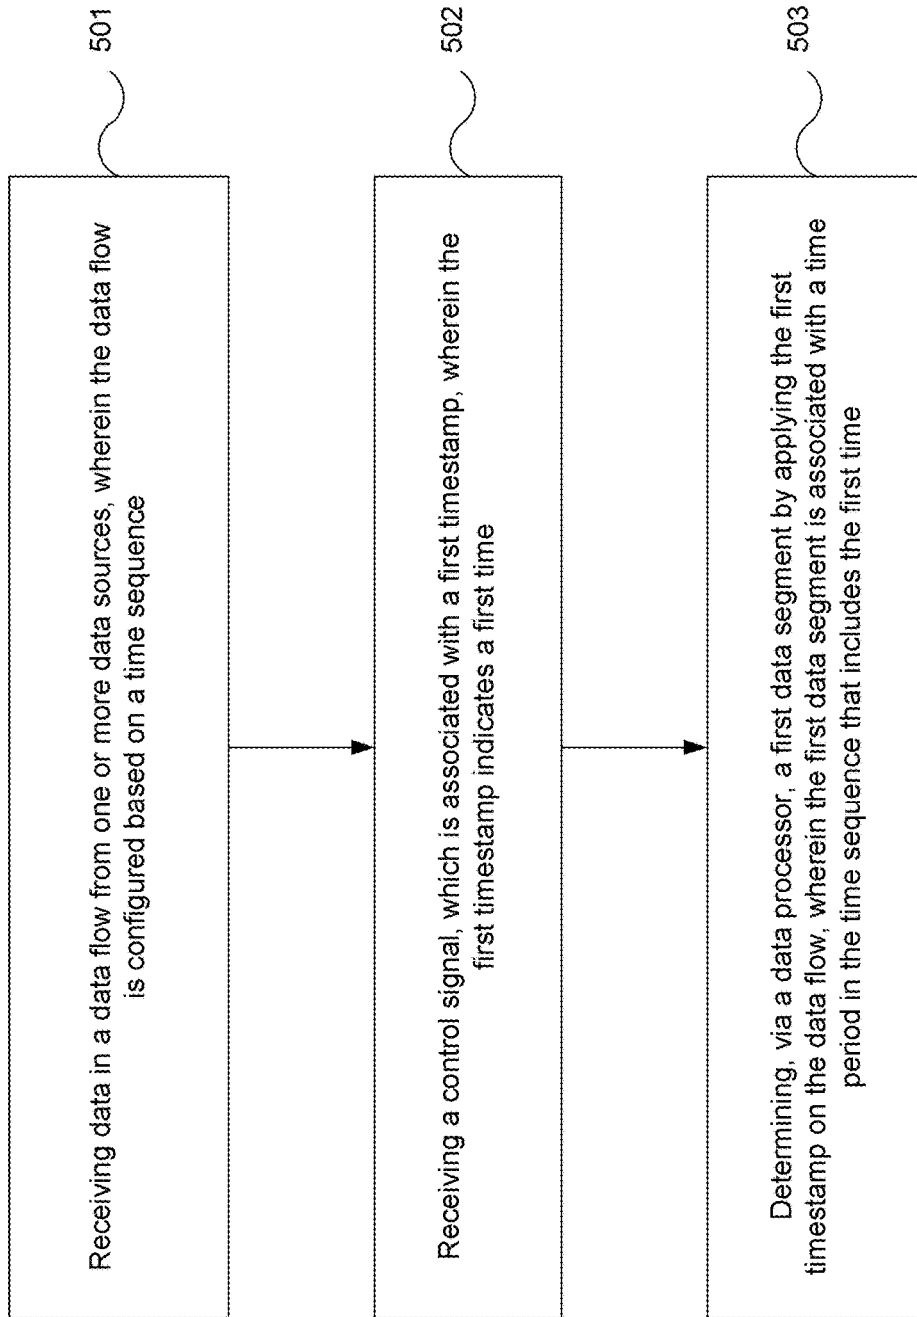 Receiving data in a data flow from one or more data sources, wherein the data flow
is configured based on a time sequence
501
Receiving a control signal, which is associated with a first timestamp, wherein the
first timestamp indicates a first time
502
Determining, via a data processor, a first data segment by applying the first
timestamp on the data flow, wherein the first data segment is associated with a time
period in the time sequence that includes the first time
503